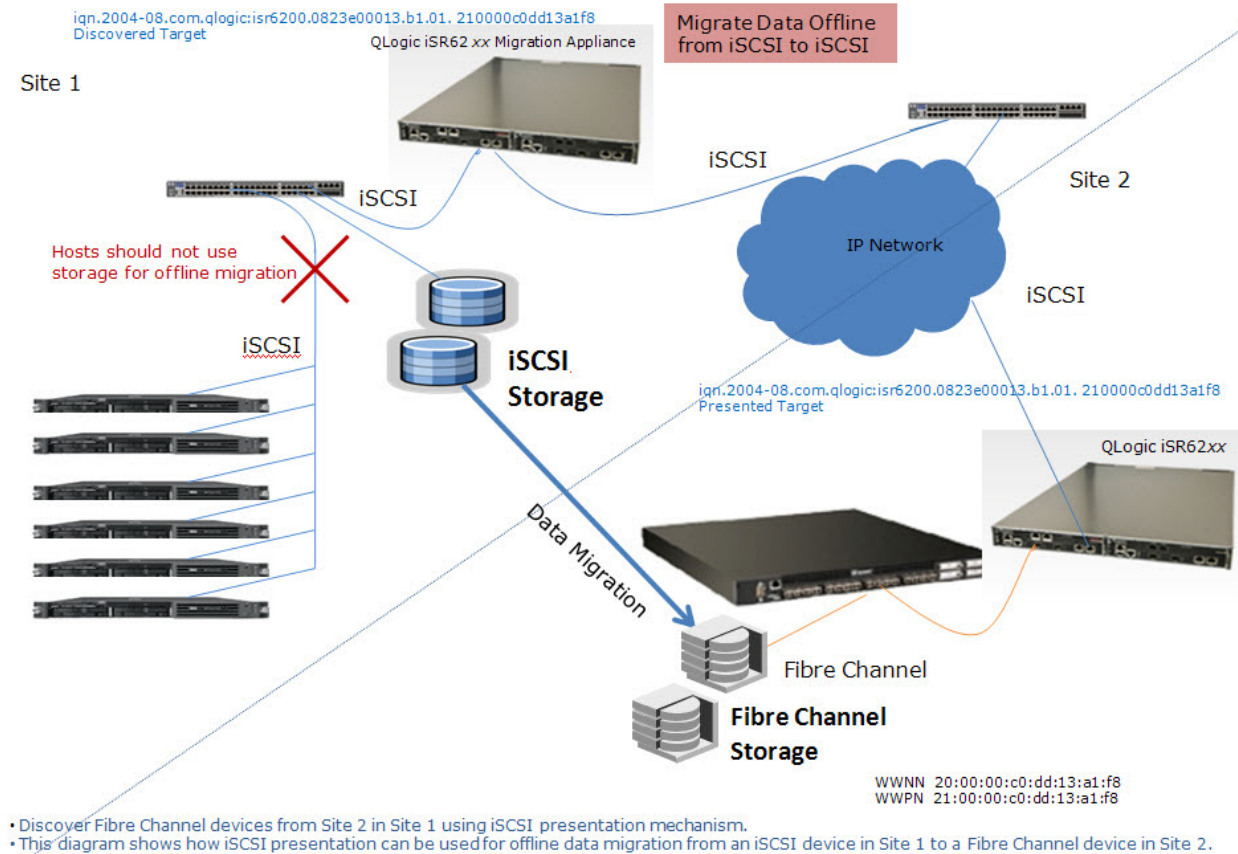 iqn.2004-08.com.qlogic:isr6200.0823e00013.b1.01. 210000c0dd13a1f8
Discovered Target
Migrate Data Offline
from iSCSI to iSCSI
QLogic iSR62 xx Migration Appliance
Site 1
iSCSI
Site 2
iSCSI
IP Network
Hosts should not use
storage for offline migration
iSCSI
iSCSI
iSCSI
Storage
iqn.2004-08.com.qlogic:isr6200.0823e00013.b1.01. 210000c0dd13a1f8
Presented Target
QLogic iSR62xx
Data Migration
Fibre Channel
Fibre Channel
Storage
WWNN 20:00:00:c0:dd:13:a1:f8
WWPN 21:00:00:c0:dd:13:a1:f8
• Discover Fibre Channel devices from Site 2 in Site 1 using iSCSI presentation mechanism.
• This diagram shows how iSCSI presentation can be used for offline data migration from an iSCSI device in Site 1 to a Fibre Channel device in Site 2.